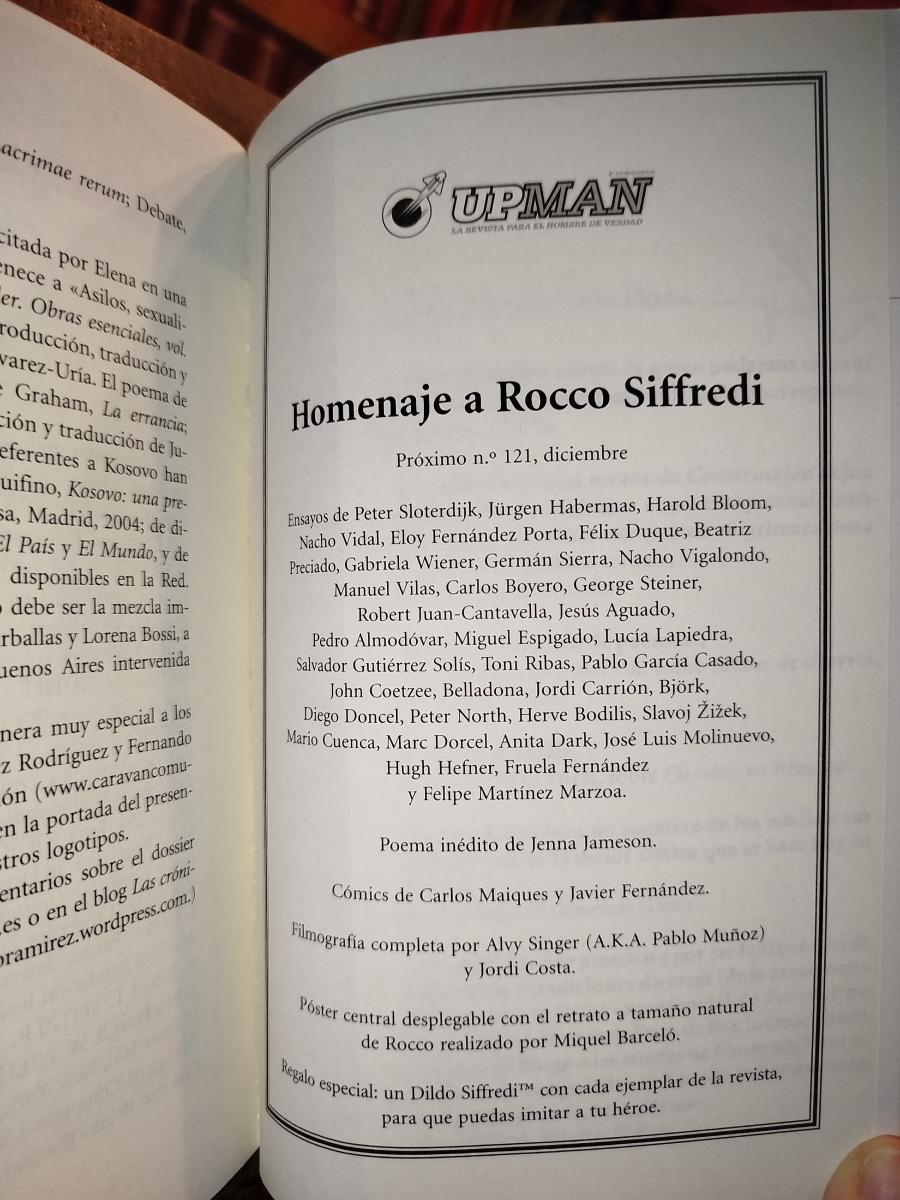 acrimae rerum; Debate,
citada por Elena en una
enece a «Asilos, sexuali-
er. Obras esenciales, vol.
roducción, traducción y
varez-Uría. El poema de
Graham, La errancia;
ción y traducción de Ju-
eferentes a Kosovo han
uifino, Kosovo: una pre-
sa, Madrid, 2004; de di-
El País y El Mundo, y de
disponibles en la Red.
debe ser la mezcla im-
rballas y Lorena Bossi, a
uenos Aires intervenida
nera muy especial a los
z Rodríguez y Fernando
ón (www.caravancomu-
en la portada del presen-
stros logotipos.
entarios sobre el dossier
.es o en el blog Las cróni-
oramirez.wordpress.com.)
UPMAN
LA REVISTA PARA EL HOMBRE DE VERDAD
Homenaje a Rocco Siffredi
Próximo n.º 121, diciembre
Ensayos de Peter Sloterdijk, Jürgen Habermas, Harold Bloom,
Nacho Vidal, Eloy Fernández Porta, Félix Duque, Beatriz
Preciado, Gabriela Wiener, Germán Sierra, Nacho Vigalondo,
Manuel Vilas, Carlos Boyero, George Steiner,
Robert Juan-Cantavella, Jesús Aguado,
Pedro Almodóvar, Miguel Espigado, Lucía Lapiedra,
Salvador Gutiérrez Solís, Toni Ribas, Pablo García Casado,
John Coetzee, Belladona, Jordi Carrión, Björk,
Diego Doncel, Peter North, Herve Bodilis, Slavoj Žižek,
Mario Cuenca, Marc Dorcel, Anita Dark, José Luis Molinuevo,
Hugh Hefner, Fruela Fernández
y Felipe Martínez Marzoa.
Poema inédito de Jenna Jameson.
Cómics de Carlos Maiques y Javier Fernández.
Filmografía completa por Alvy Singer (A.K.A. Pablo Muñoz)
y Jordi Costa.
Póster central desplegable con el retrato a tamaño natural
de Rocco realizado por Miquel Barceló.
Regalo especial: un Dildo Siffredi™ con cada ejemplar de la revista,
para que puedas imitar a tu héroe.